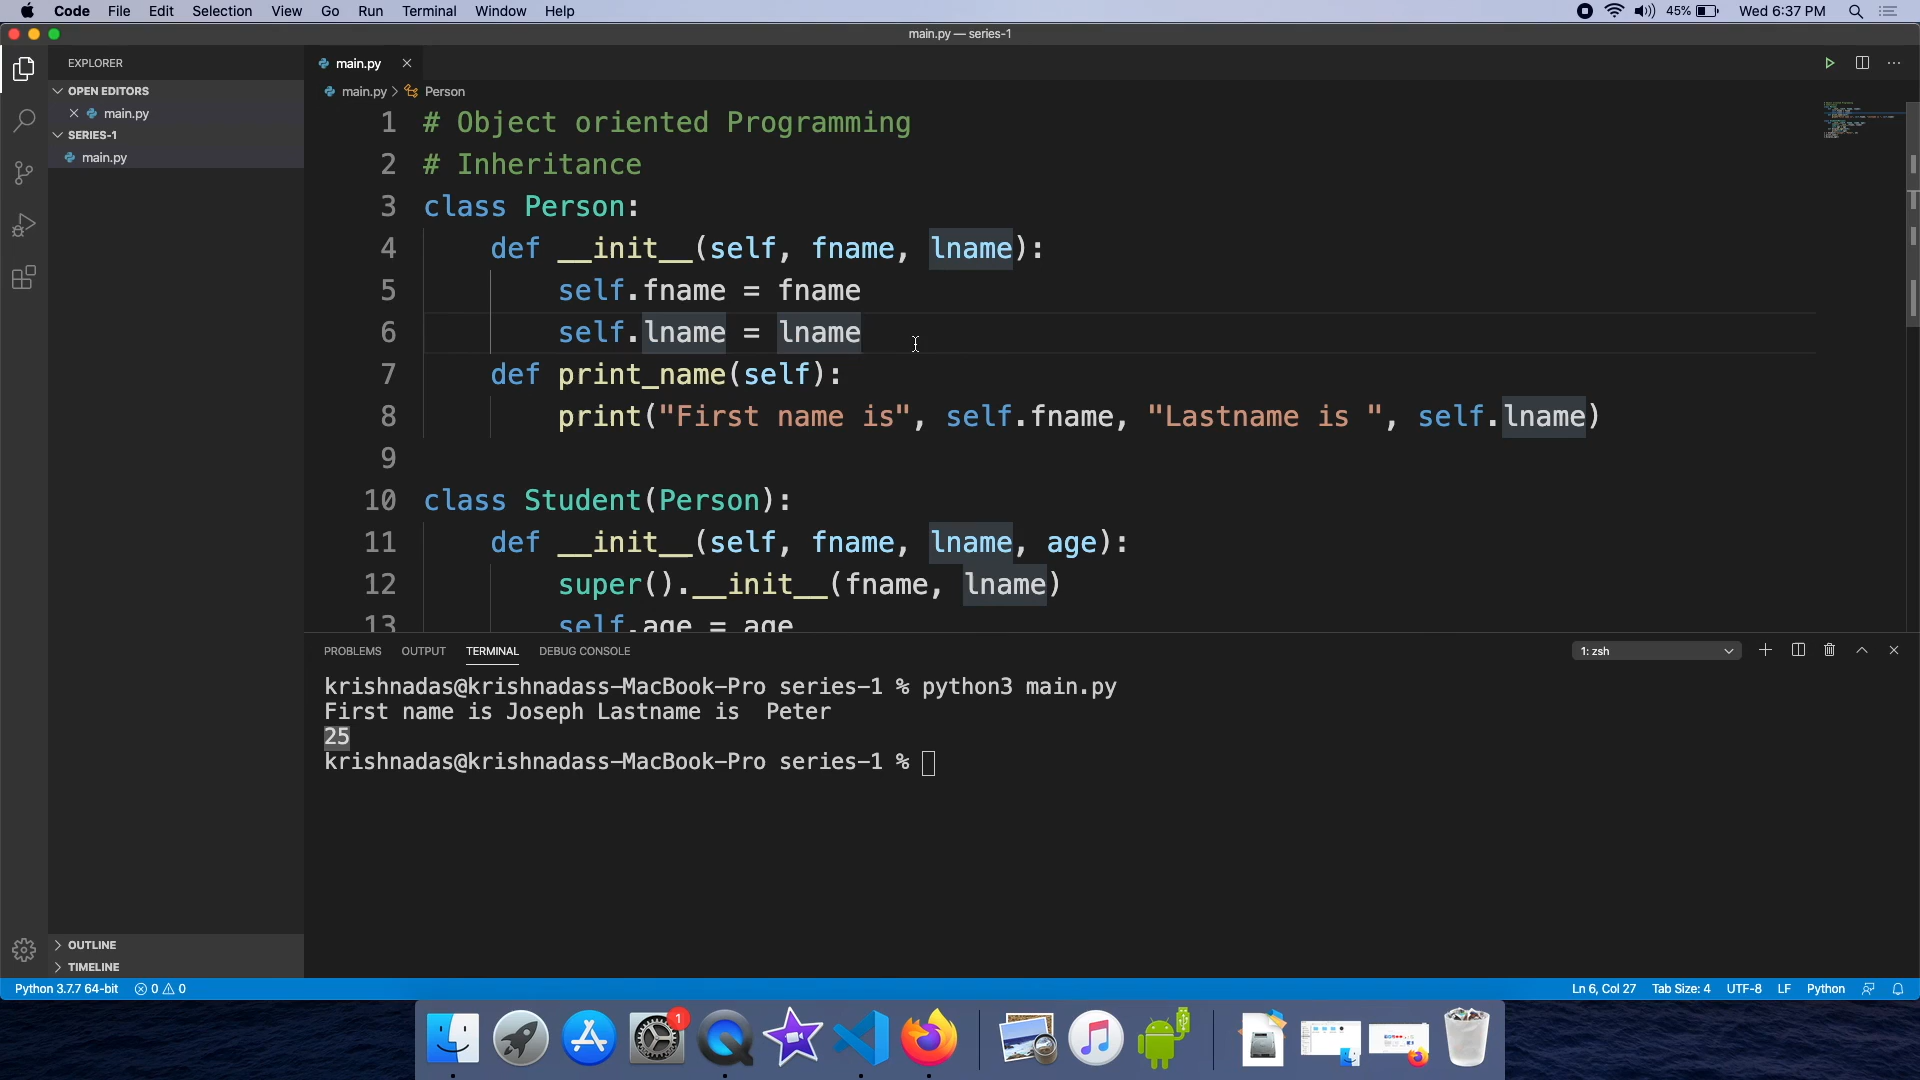 Code File Edit Selection View Go Run Terminal Window Help 45% Wed 6:37 PM
main.py — series-1
EXPLORER
main.py
OPEN EDITORS
main.py > Person
main.py
SERIES-1
main.py
1 # Object oriented Programming
2 # Inheritance
3 class Person:
4 def __init__(self, fname, lname):
5 self.fname = fname
6 self.lname = lname
7 def print_name(self):
8 print("First name is", self.fname, "Lastname is ", self.lname)
9
10 class Student(Person):
11 def __init__(self, fname, lname, age):
12 super().__init__(fname, lname)
13 self.age = age
PROBLEMS OUTPUT TERMINAL DEBUG CONSOLE 1: zsh
krishnadas@krishnadass-MacBook-Pro series-1 % python3 main.py
First name is Joseph Lastname is  Peter
25
krishnadas@krishnadass-MacBook-Pro series-1 %
OUTLINE
TIMELINE
Python 3.7.7 64-bit 0 0 Ln 6, Col 27 Tab Size: 4 UTF-8 LF Python
1